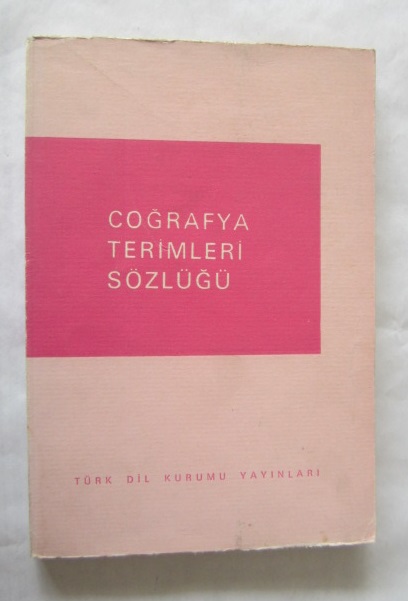 COĞRAFYA
TERİMLERİ
SÖZLÜĞÜ
TÜRK DİL KURUMU YAYINLARI